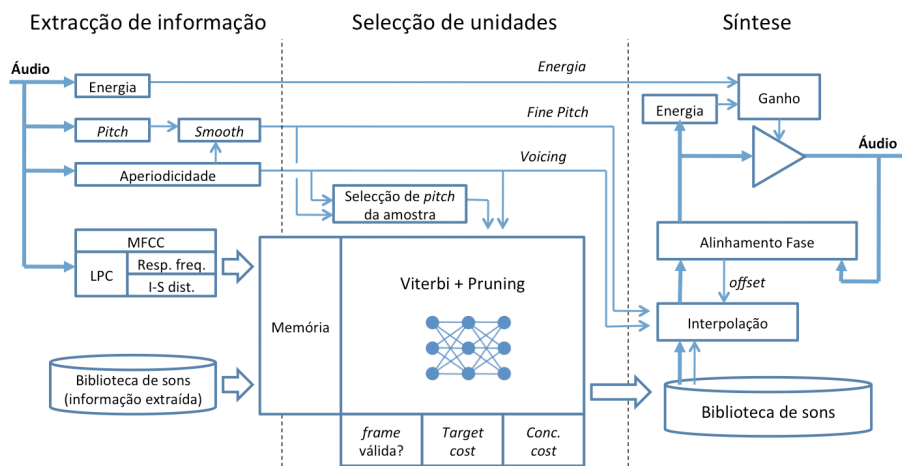 Extracção de informação
Selecção de unidades
Síntese
Áudio
Energia
Energia
Energia
Ganho
Pitch
Smooth
Fine Pitch
Áudio
Aperiodicidade
Voicing
Selecção de pitch
da amostra
MFCC
LPC
Resp. freq.
I-S dist.
Memória
Viterbi + Pruning
Alinhamento Fase
offset
Interpolação
Biblioteca de sons
(informação extraída)
Biblioteca de sons
frame
válida?
Target
cost
Conc.
cost